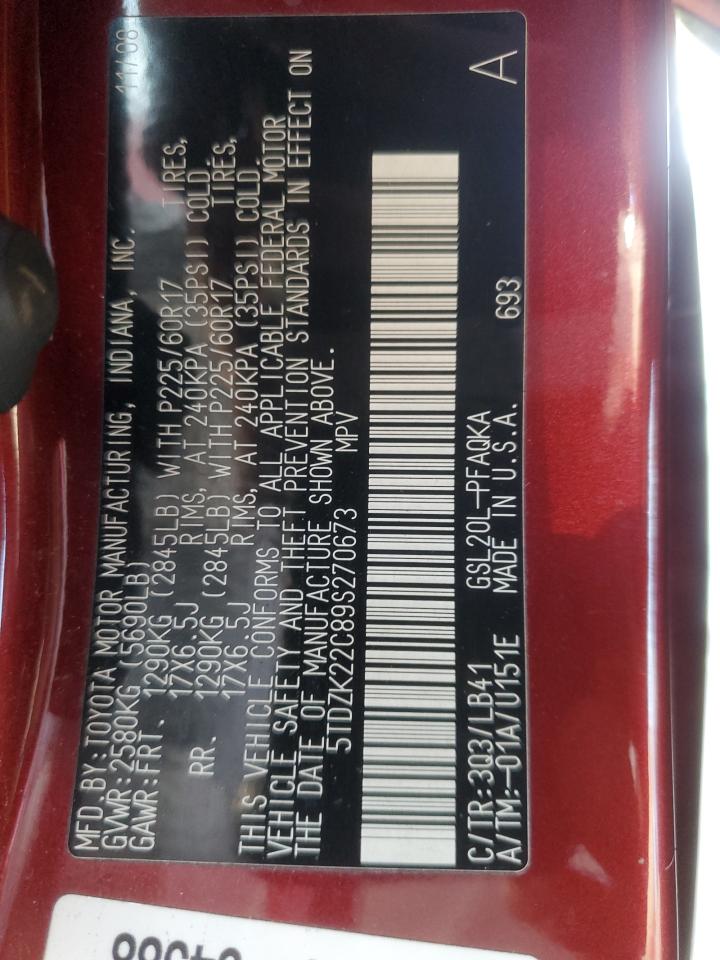 MFD. BY: TOYOTA MOTOR MANUFACTURING, INDIANA, INC. 11/08
GVWR: 2580KG (5690LB)
GAWR: FRT. 1290KG (2845LB) WITH P225/60R17 TIRES,
17X6.5J RIMS, AT 240KPA (35PSI) COLD.
RR. 1290KG (2845LB) WITH P225/60R17 TIRES,
17X6.5J RIMS, AT 240KPA (35PSI) COLD
THIS VEHICLE CONFORMS TO ALL APPLICABLE FEDERAL MOTOR
VEHICLE SAFETY AND THEFT PREVENTION STANDARDS IN EFFECT ON
THE DATE OF MANUFACTURE SHOWN ABOVE.
5TDZK22C89S270673 MPV
C/TR: 3Q3/LB41 GSL20L-PFAQKA 693 A
A/TM: -01A/U151E MADE IN U.S.A.